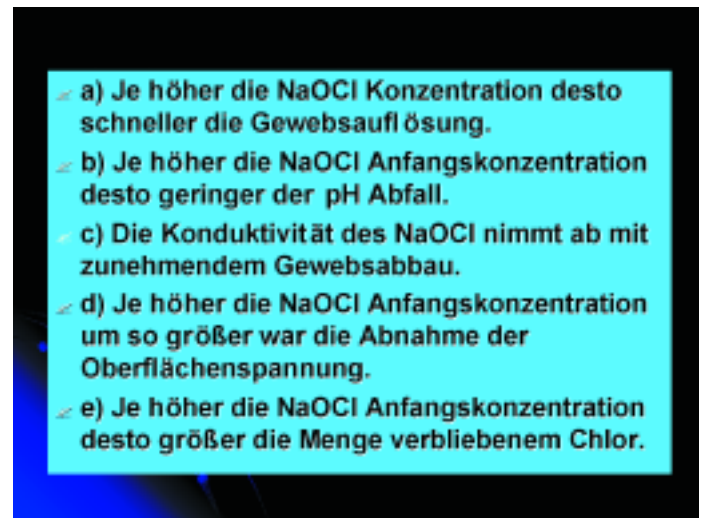 a) Je höher die NaOCl Konzentration desto
schneller die Gewebsauflösung.
b) Je höher die NaOCl Anfangskonzentration
desto geringer der pH Abfall.
c) Die Konduktivität des NaOCl nimmt ab mit
zunehmendem Gewebsabbau.
d) Je höher die NaOCl Anfangskonzentration
um so größer war die Abnahme der
Oberflächenspannung.
e) Je höher die NaOCl Anfangskonzentration
desto größer die Menge verbliebenem Chlor.